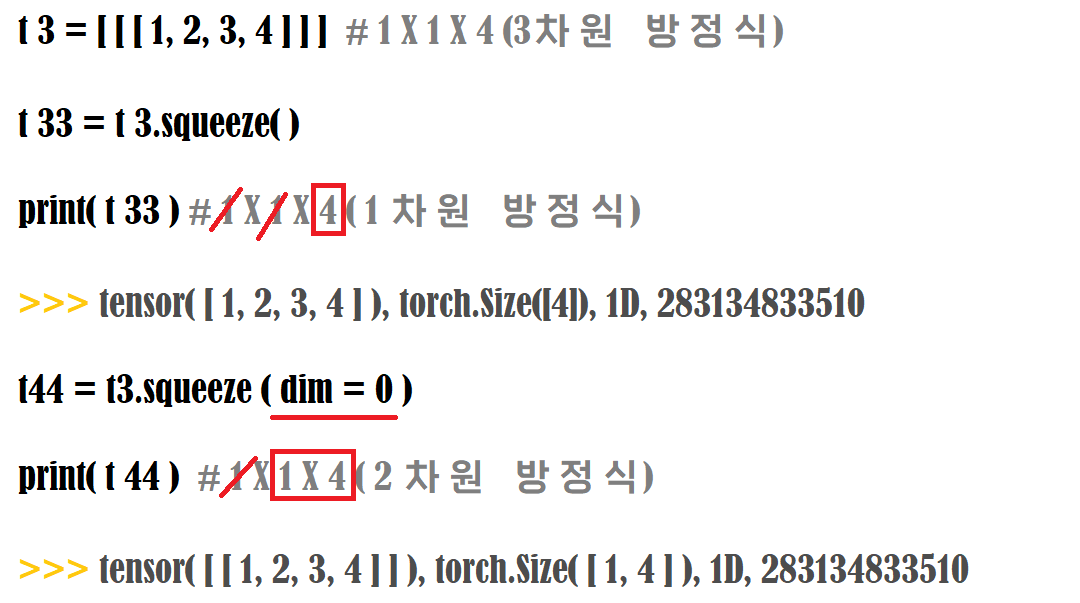 t 3 = [ [ [ 1, 2, 3, 4 ] ] ] # 1 X 1 X 4 (3차 원 방 정 식)
t 33 = t 3.squeeze( )
print( t 33 ) # 1 X 1 X 4 ( 1 차 원 방 정 식)
>>> tensor( [ 1, 2, 3, 4 ] ), torch.Size([4]), 1D, 283134833510
t44 = t3.squeeze ( dim = 0 )
print( t 44 ) # 1 X 1 X 4 ( 2 차 원 방 정 식)
>>> tensor( [ [ 1, 2, 3, 4 ] ] ), torch.Size( [ 1, 4 ] ), 1D, 283134833510